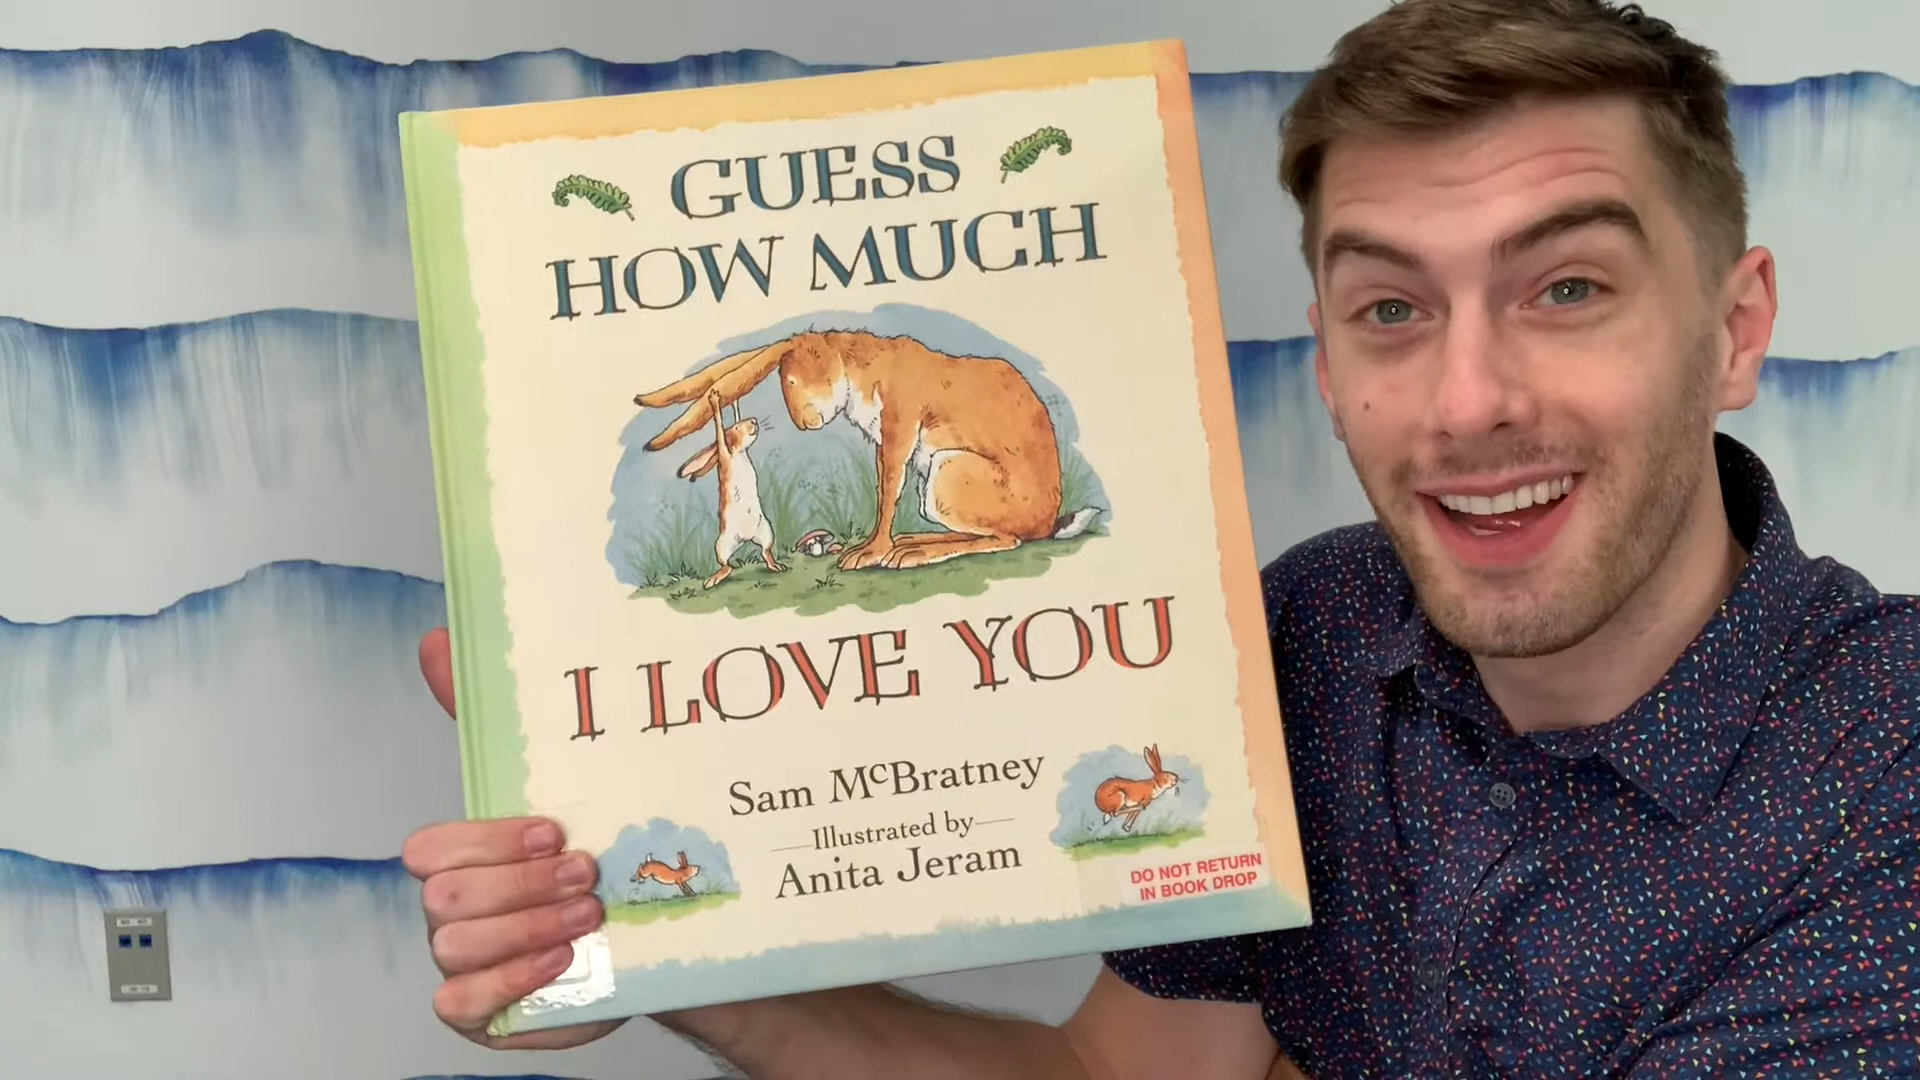 GUESS
HOW MUCH
I LOVE YOU
Sam McBratney
Illustrated by
Anita Jeram
DO NOT RETURN
IN BOOK DROP